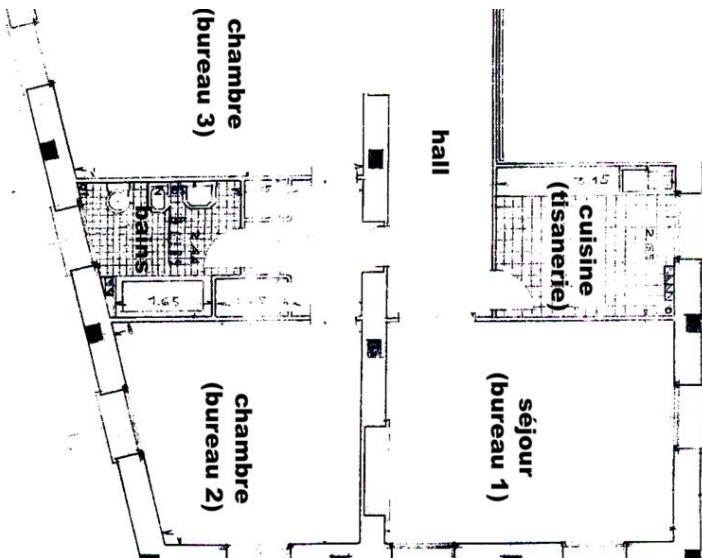 chambre
(bureau 3)
hall
cuisine
(tisanerie)
bains
1.65
chambre
(bureau 2)
séjour
(bureau 1)